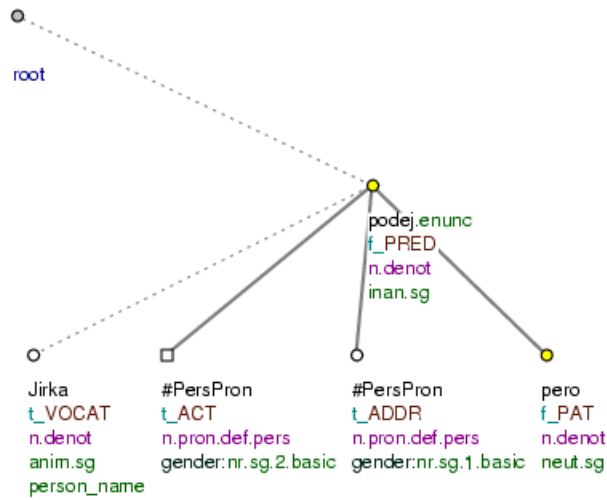 root
podej.enunc
f_PRED
n.denot
inan.sg
Jirka
t_VOCAT
n.denot
anim.sg
person_name
#PersPron
t_ACT
n.pron.def.pers
gender:nr.sg.2.basic
#PersPron
t_ADDR
n.pron.def.pers
gender:nr.sg.1.basic
pero
f_PAT
n.denot
neut.sg